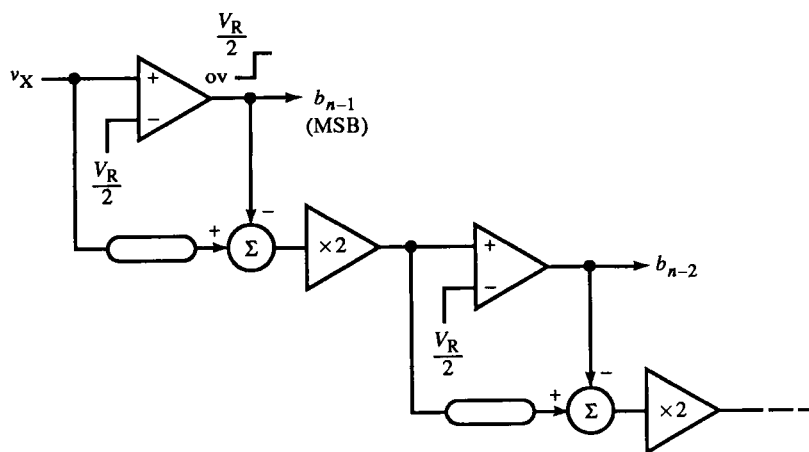 V_R/2
ov
v_X
+
−
b_{n-1}
(MSB)
V_R/2
+
−
Σ
×2
+
−
b_{n-2}
V_R/2
+
−
Σ
×2